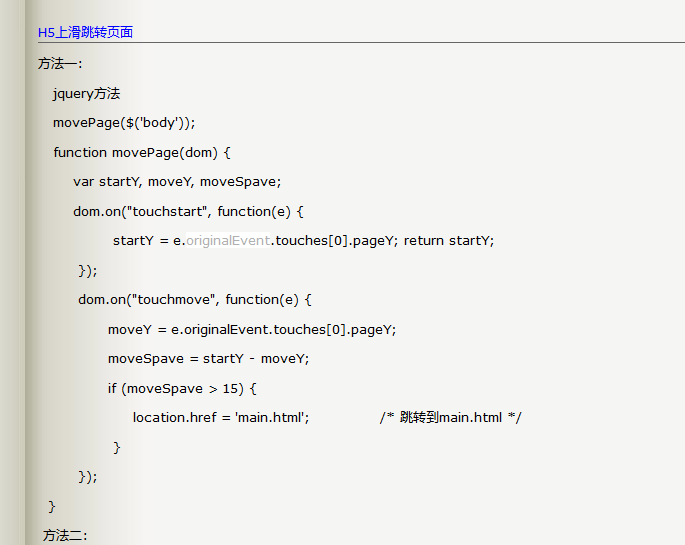 H5上滑跳转页面
方法一:
jquery方法
movePage($('body'));
function movePage(dom) {
var startY, moveY, moveSpave;
dom.on("touchstart", function(e) {
startY = e.originalEvent.touches[0].pageY; return startY;
});
dom.on("touchmove", function(e) {
moveY = e.originalEvent.touches[0].pageY;
moveSpave = startY - moveY;
if (moveSpave > 15) {
location.href = 'main.html'; /* 跳转到main.html */
}
});
}
方法二: